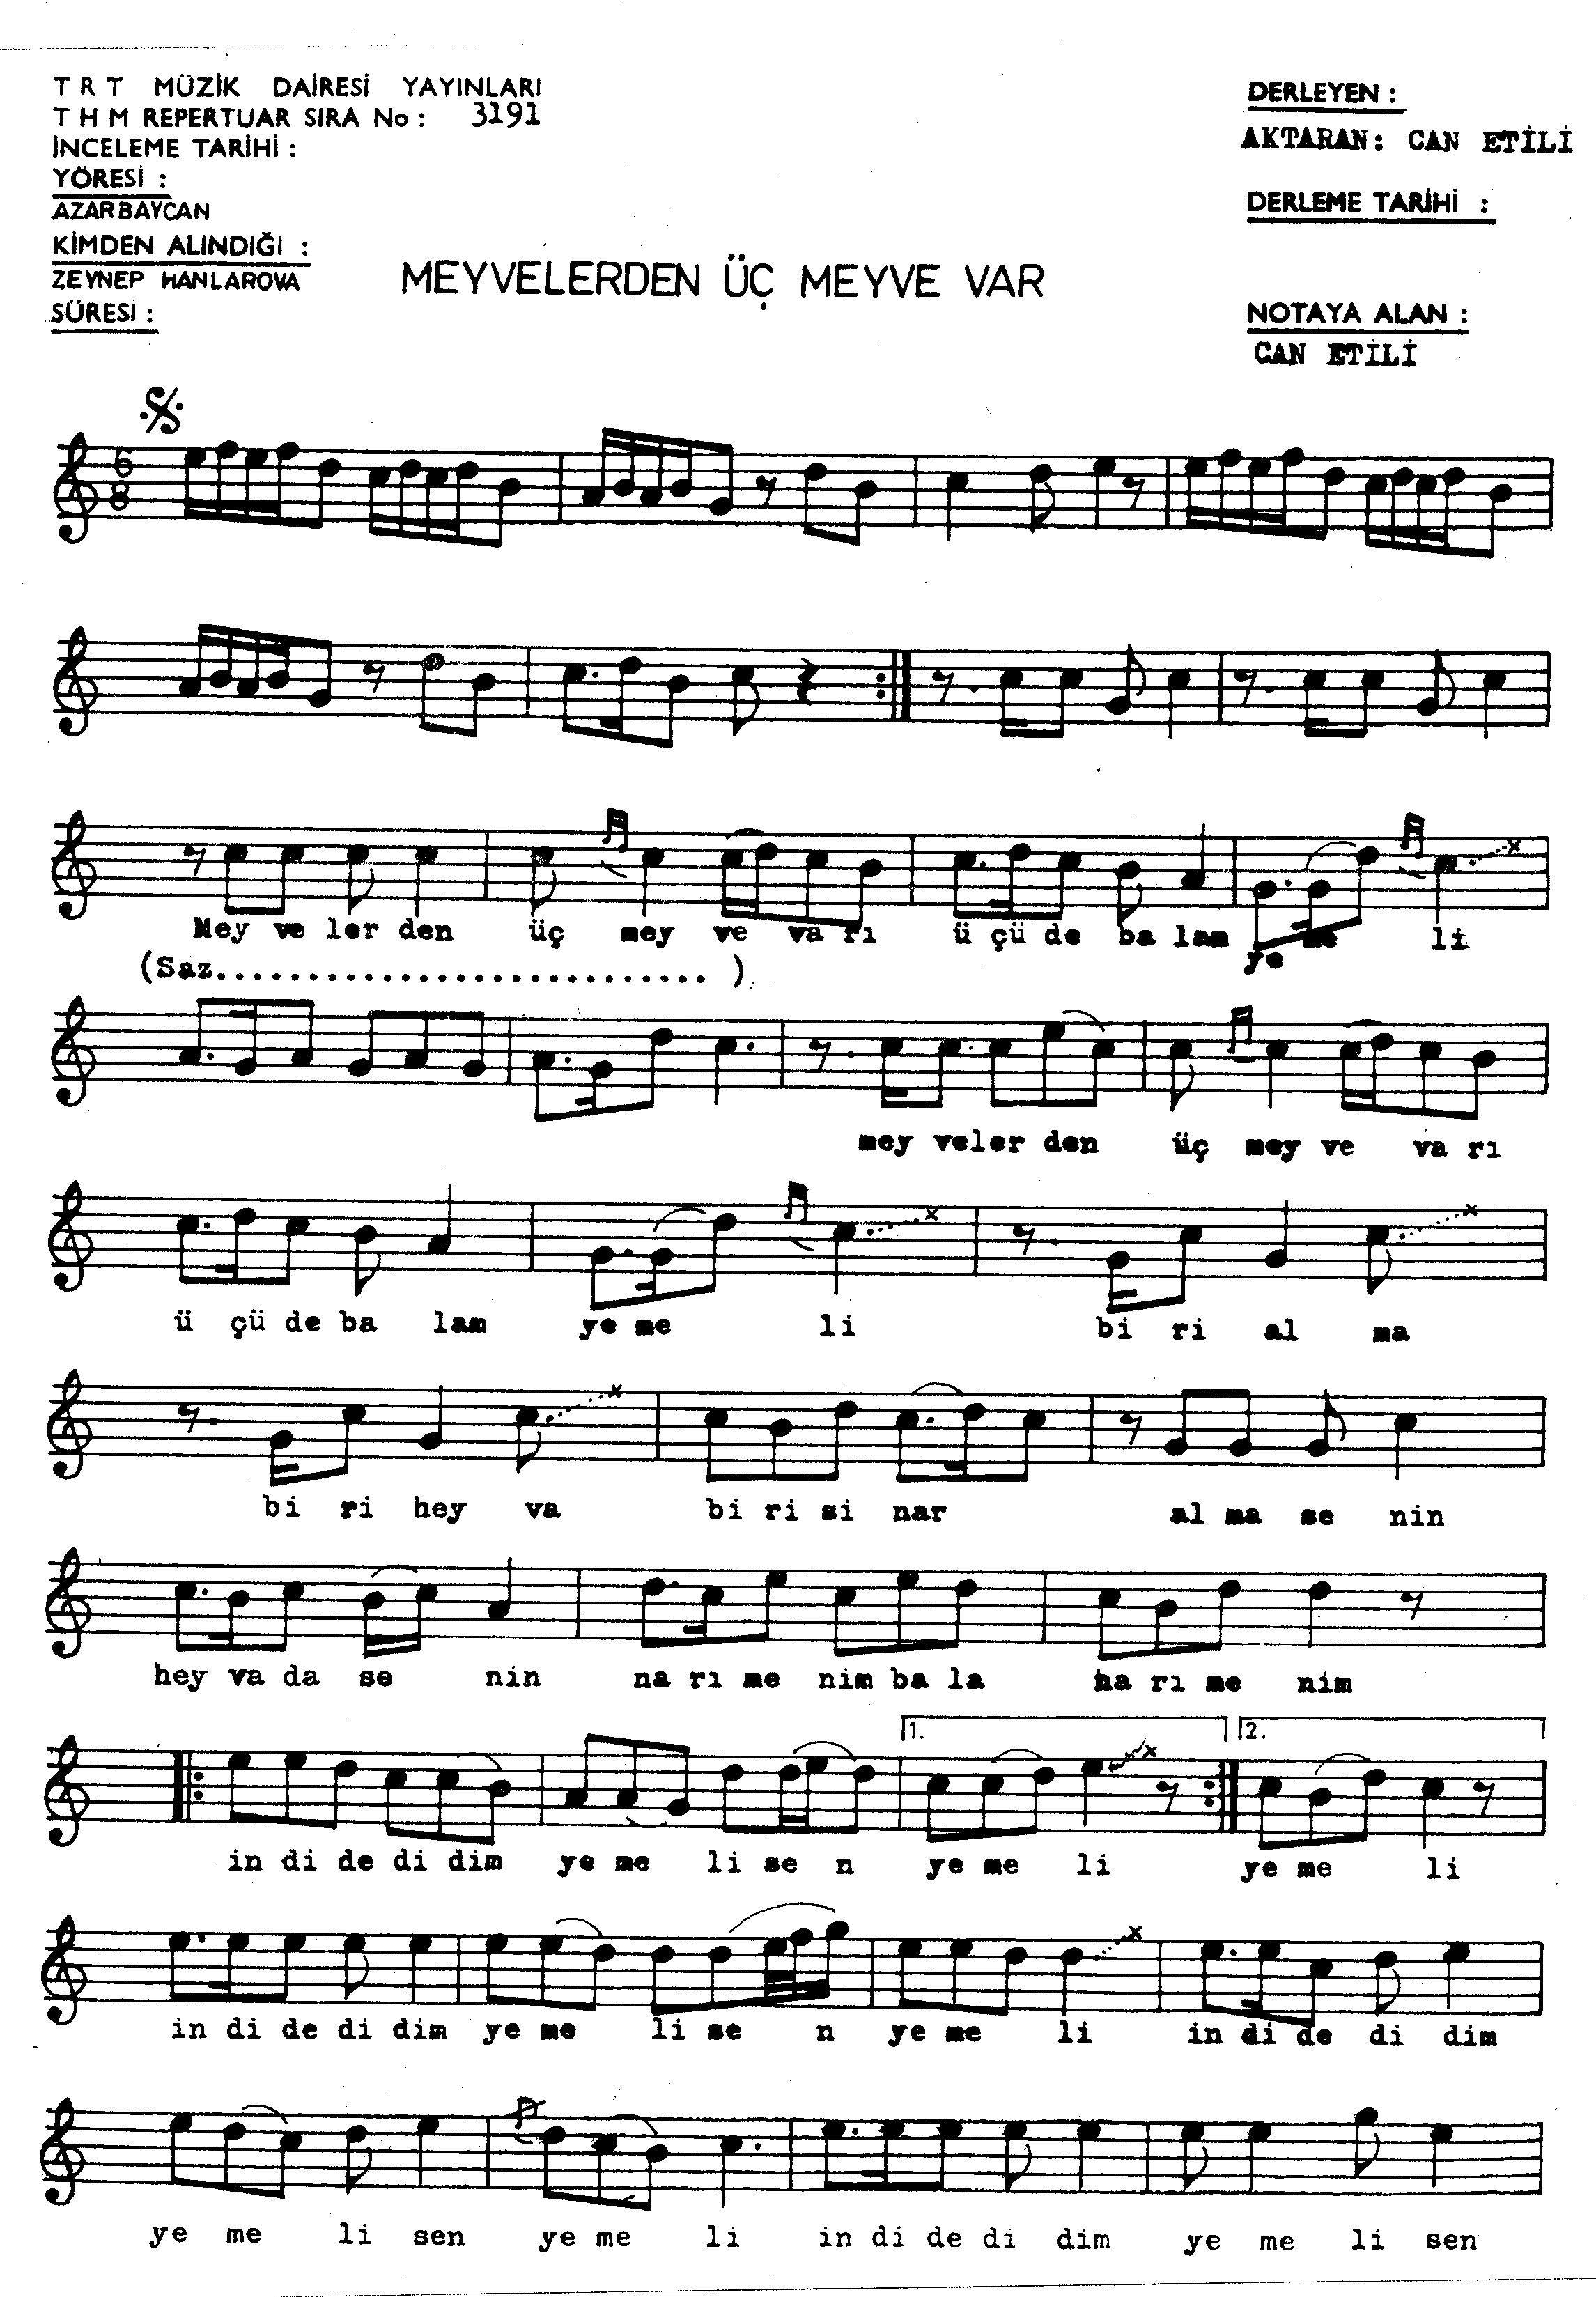 TRT MÜZİK DAİRESİ YAYINLARI
THM REPERTUAR SIRA No: 3191
İNCELEME TARİHİ:
YÖRESİ:
AZARBAYCAN
KİMDEN ALINDIĞI:
ZEYNEP HANLAROVA
SÜRESİ:
DERLEYEN:
AKTARAN: CAN ETİLİ
DERLEME TARİHİ:
MEYVELERDEN ÜÇ MEYVE VAR
NOTAYA ALAN:
CAN ETİLİ
6
8
Mey ve ler den üç mey ve va rı ü çü de ba lam ye me li
(Saz............................)
mey veler den üç mey ve va rı
ü çü de ba lam ye me li bi ri al ma
bi ri hey va bi ri si nar al ma se nin
hey va da se nin na rı me nim ba la na rı me nim
1. 2.
in di de di dim ye me li se n ye me li ye me li
in di de di dim ye me li se n ye me li in di de di dim
ye me li sen ye me li in di de di dim ye me li sen